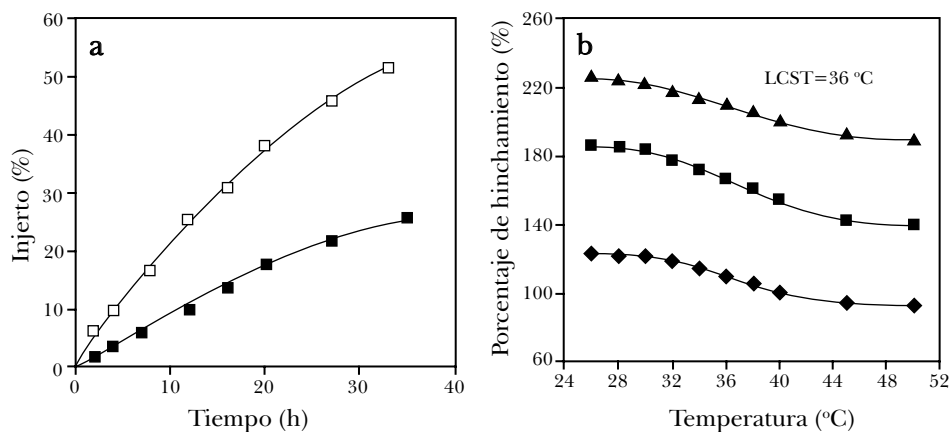 a
60
50
40
30
20
10
0
Injerto (%)
0 10 20 30 40
Tiempo (h)
b
LCST=36 ºC
260
220
180
140
100
60
Porcentaje de hinchamiento (%)
24 28 32 36 40 44 48 52
Temperatura (ºC)